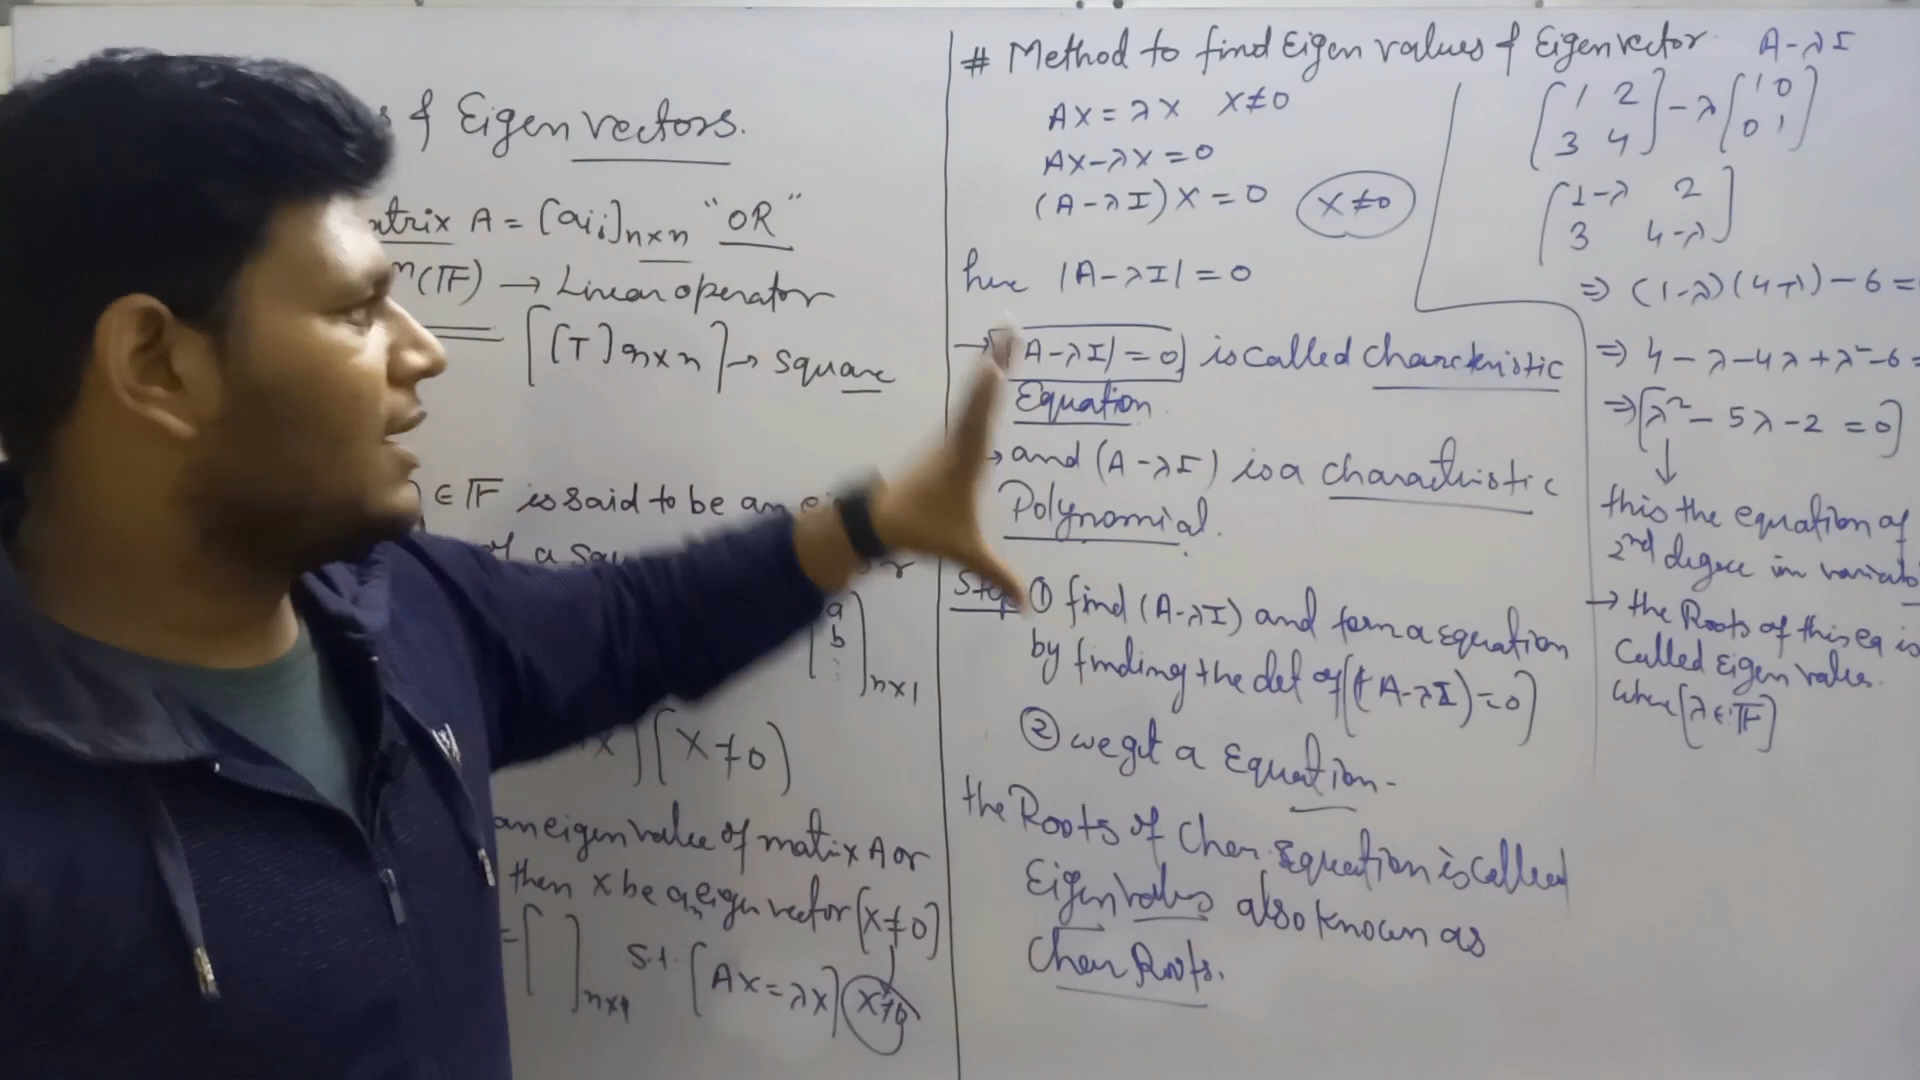 & Eigen vectors.
A = [aij]n×n "OR"
n(F) → Linear operator
[[T]n×n] → square
∈ F is said to be an
of a
a
b
⋮
n×1
(X≠0)
an eigen value of matrix A or
then x be an eigen vector (X≠0)
=[ ]n×1 s.t. [AX=λX] X≠0
# Method to find Eigen values & Eigen vector
AX = λX X≠0
AX-λX = 0
(A-λI)X = 0 X≠0
here |A-λI| = 0
→ |A-λI| = 0 is called charckteristic
Equation
→ and (A-λI) is a charactristic
Polynomial.
Step ① find (A-λI) and form a equation
by finding the det of ((A-λI)=0)
② we get a Equation-
the Roots of Char. Equation is called
Eigen values also known as
Char Roots.
A-λI
[1 2
3 4] - λ[1 0
0 1]
[1-λ 2
3 4-λ]
⇒ (1-λ)(4-λ) - 6 =
⇒ 4 - λ - 4λ + λ² - 6 =
⇒ [λ² - 5λ - 2 = 0]
↓
this the equation of
2nd degree in
→ the Roots of this eq is
called Eigen values.
where [λ ∈ F]